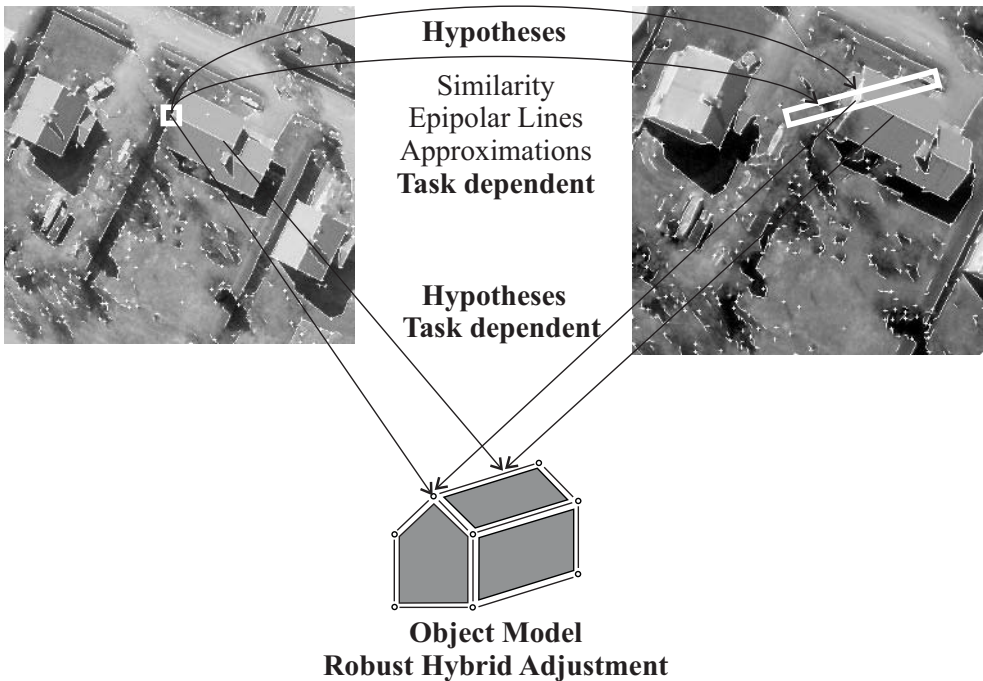 Hypotheses
Similarity
Epipolar Lines
Approximations
Task dependent
Hypotheses
Task dependent
Object Model
Robust Hybrid Adjustment